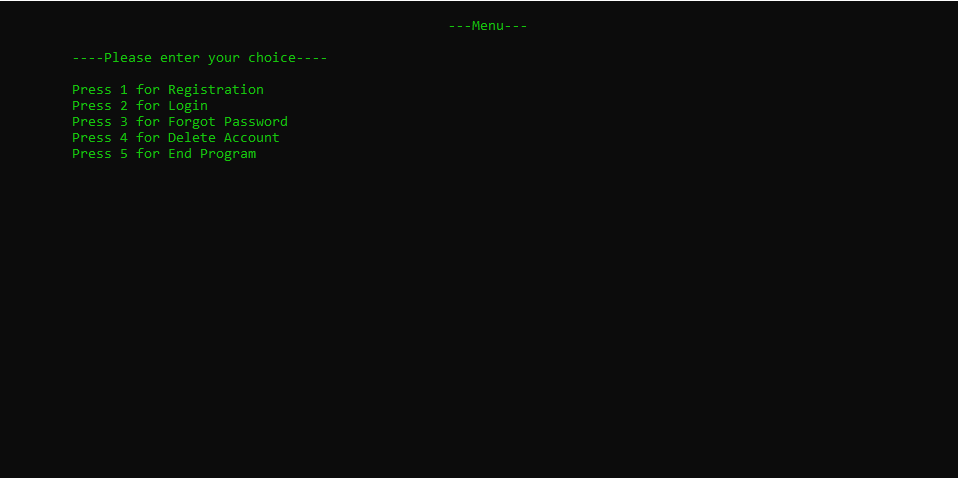 ---Menu---
----Please enter your choice----
Press 1 for Registration
Press 2 for Login
Press 3 for Forgot Password
Press 4 for Delete Account
Press 5 for End Program